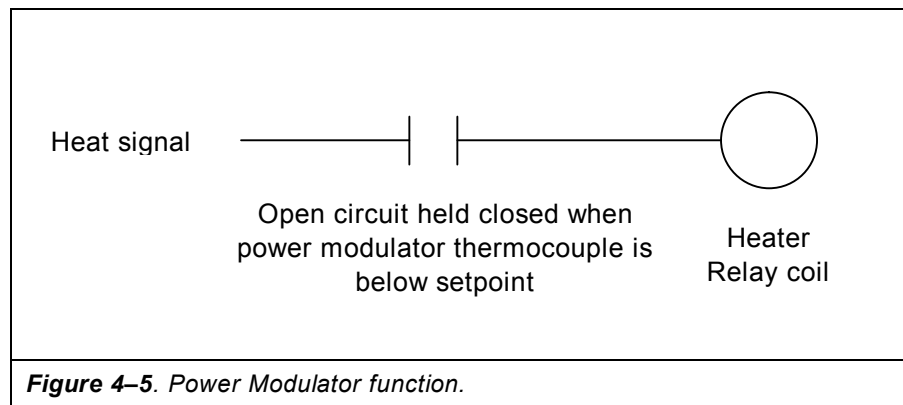 Heat signal
Open circuit held closed when
power modulator thermocouple is
below setpoint
Heater
Relay coil
Figure 4–5. Power Modulator function.